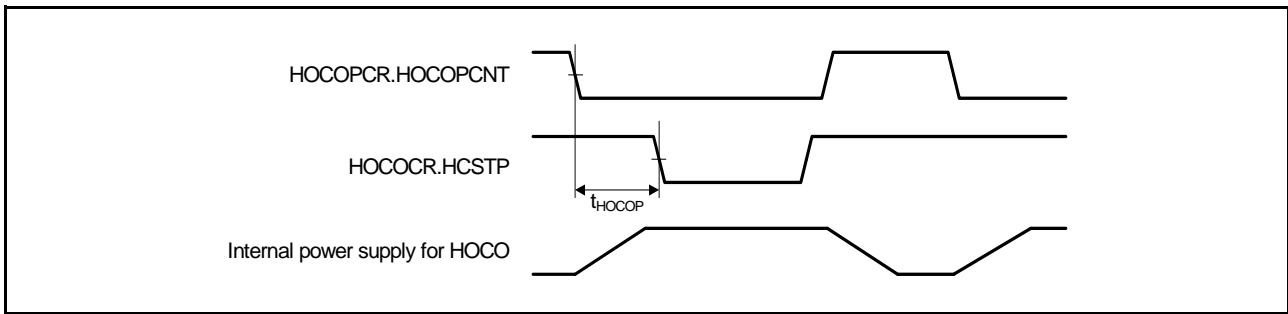 HOCOPCR.HOCOPCNT
HOCOCR.HCSTP
tHOCOP
Internal power supply for HOCO